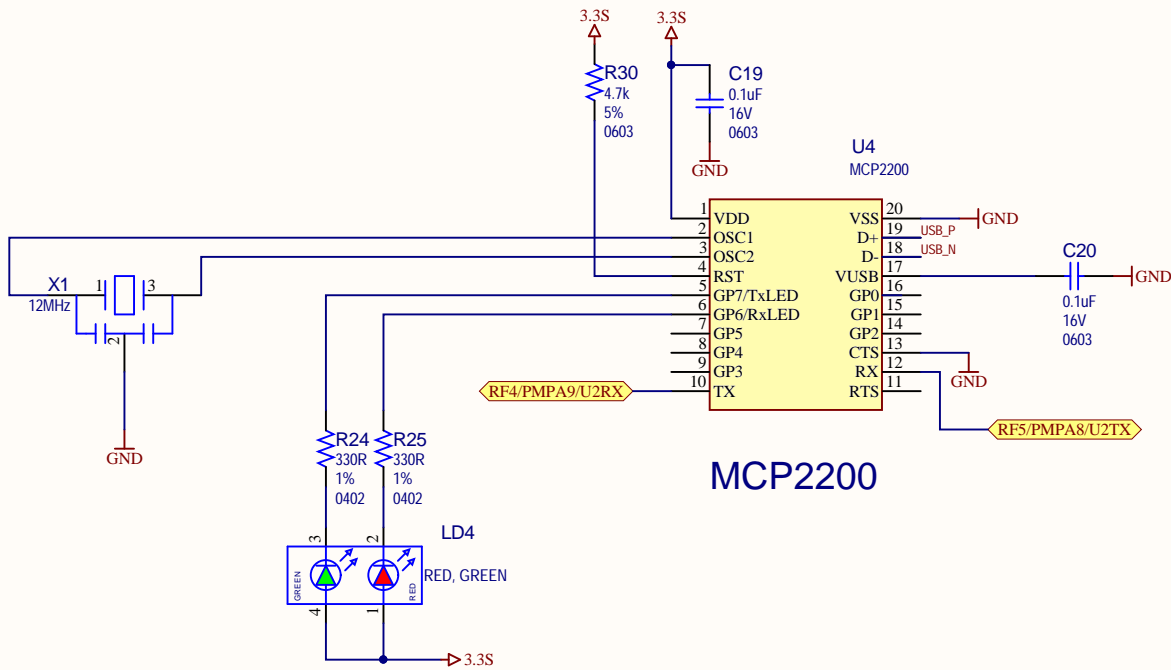 3.3S
3.3S
R30
4.7k
5%
0603
C19
0.1uF
16V
0603
GND
U4
MCP2200
1 VDD
2 OSC1
3 OSC2
4 RST
5 GP7/TxLED
6 GP6/RxLED
7 GP5
8 GP4
9 GP3
10 TX
VSS 20
D+ 19
D- 18
VUSB 17
GP0 16
GP1 15
GP2 14
CTS 13
RX 12
RTS 11
GND
USB_P
USB_N
C20
0.1uF
16V
0603
GND
GND
X1
12MHz
1
3
2
GND
RF4/PMPA9/U2RX
RF5/PMPA8/U2TX
MCP2200
R24
330R
1%
0402
R25
330R
1%
0402
LD4
RED, GREEN
3
2
GREEN
RED
4
1
3.3S